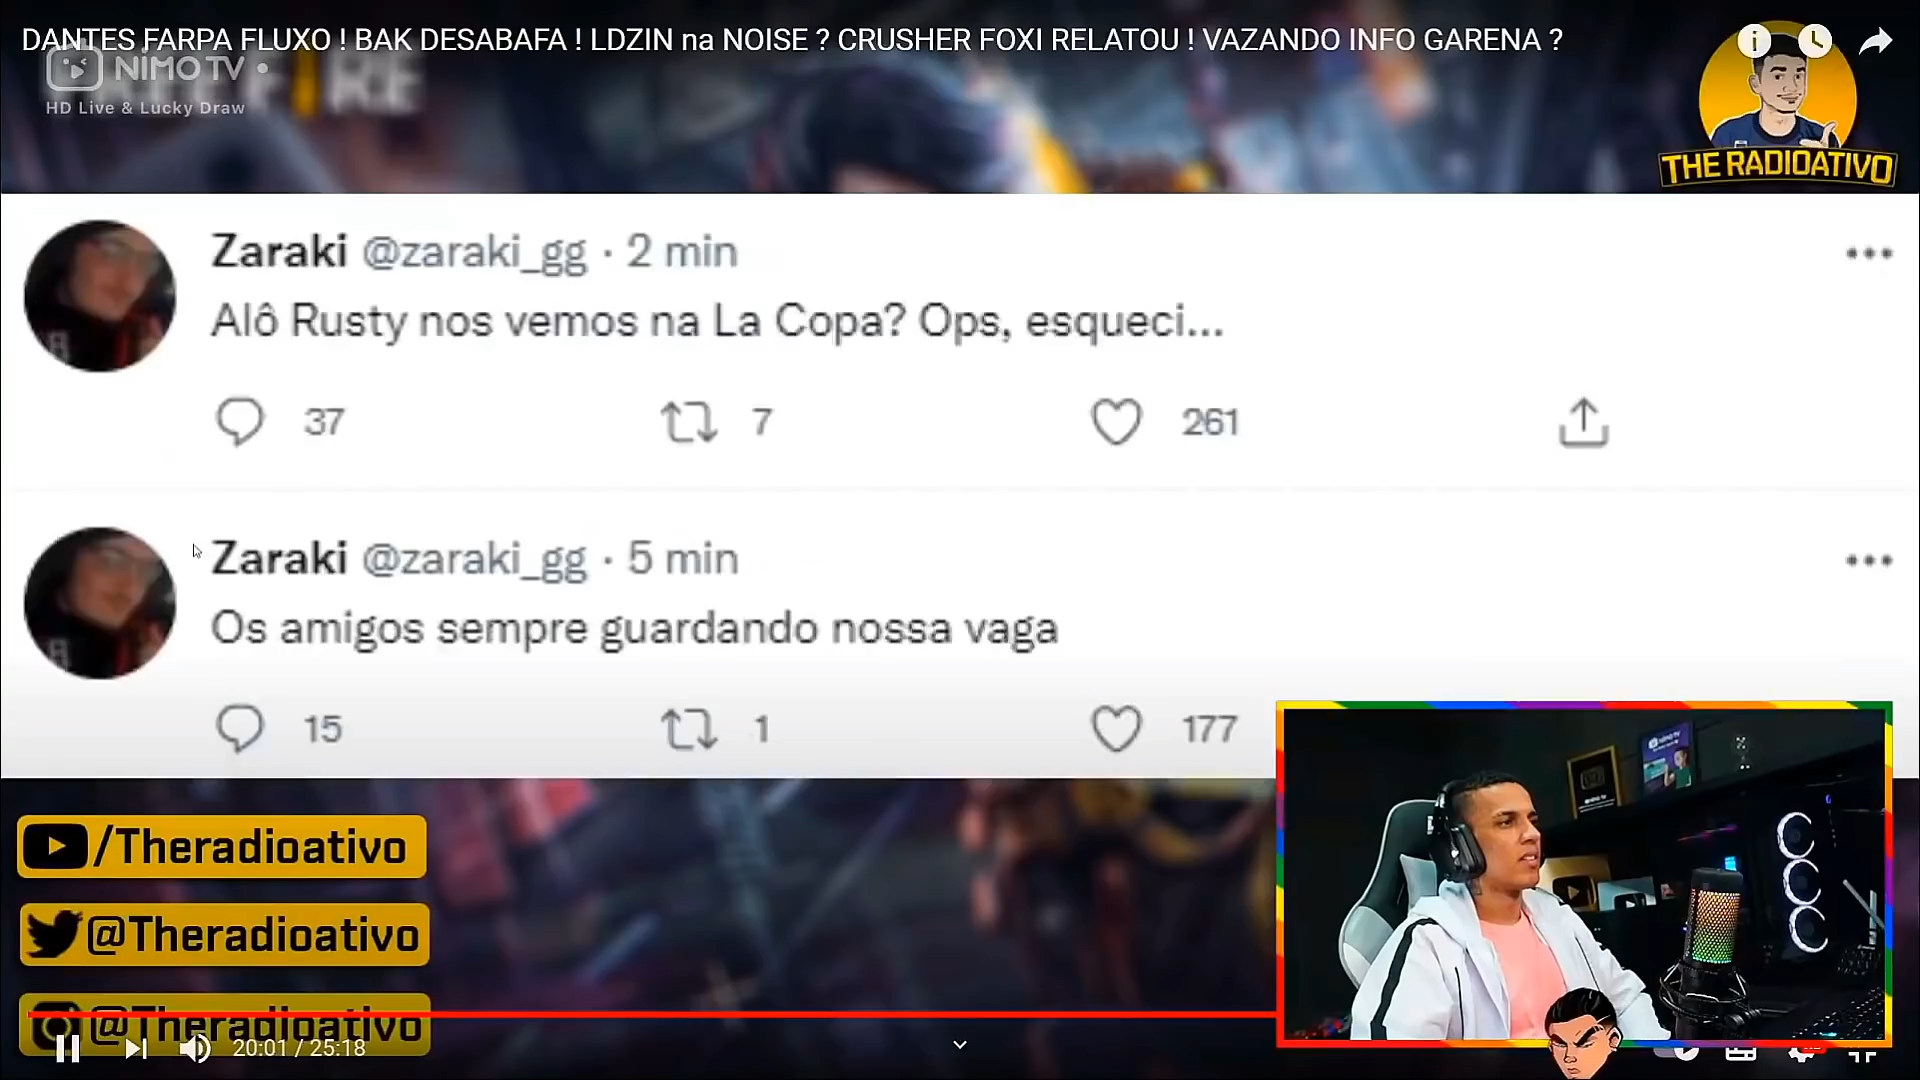 DANTES FARPA FLUXO ! BAK DESABAFA ! LDZIN na NOISE ? CRUSHER FOXI RELATOU ! VAZANDO INFO GARENA ?
NIMO TV
HD Live & Lucky Draw
THE RADIOATIVO
Zaraki @zaraki_gg · 2 min
Alô Rusty nos vemos na La Copa? Ops, esqueci...
37 7 261
Zaraki @zaraki_gg · 5 min
Os amigos sempre guardando nossa vaga
15 1 177
/Theradioativo
@Theradioativo
@Theradioativo
20:01 / 25:18